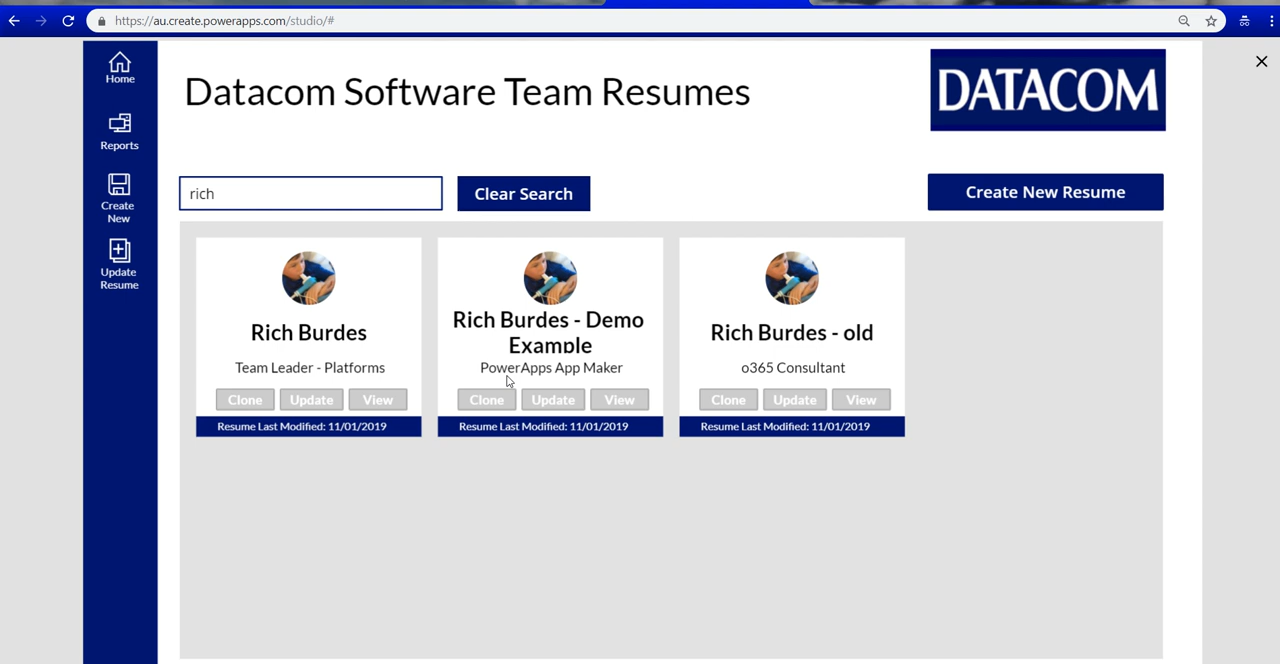 https://au.create.powerapps.com/studio/#
Home
Reports
Create
New
Update
Resume
Datacom Software Team Resumes
DATACOM
rich
Clear Search
Create New Resume
Rich Burdes
Team Leader - Platforms
Clone Update View
Resume Last Modified: 11/01/2019
Rich Burdes - Demo
Example
PowerApps App Maker
Clone Update View
Resume Last Modified: 11/01/2019
Rich Burdes - old
o365 Consultant
Clone Update View
Resume Last Modified: 11/01/2019